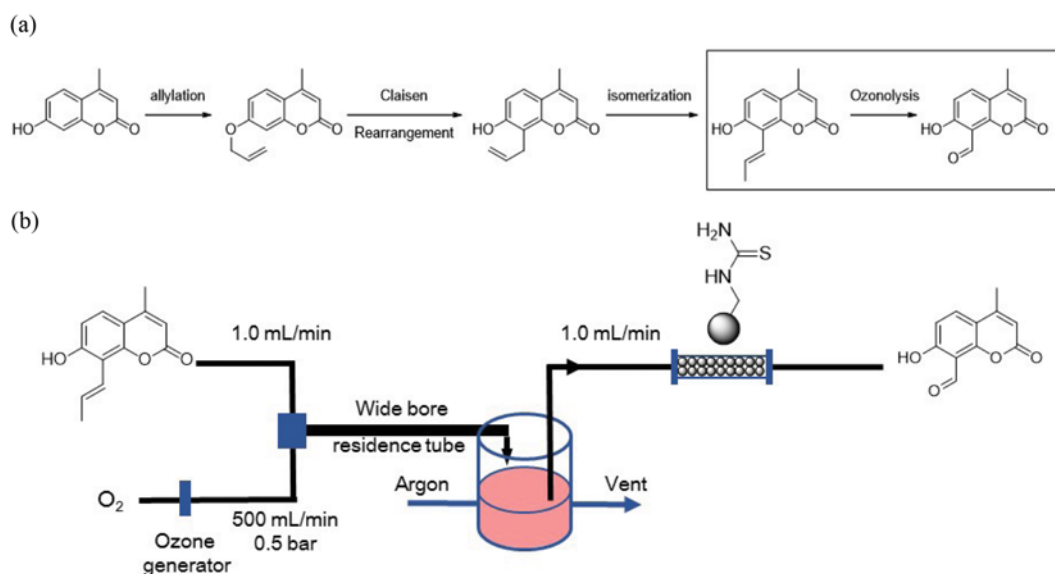 (a)
allylation
Claisen
Rearrangement
isomerization
Ozonolysis
HO
O
O
O
O
O
HO
O
O
HO
O
O
HO
O
O
O
(b)
H₂N
S
HN
1.0 mL/min
1.0 mL/min
HO
O
O
HO
O
O
O
Wide bore
residence tube
Argon
Vent
O₂
500 mL/min
0.5 bar
Ozone
generator